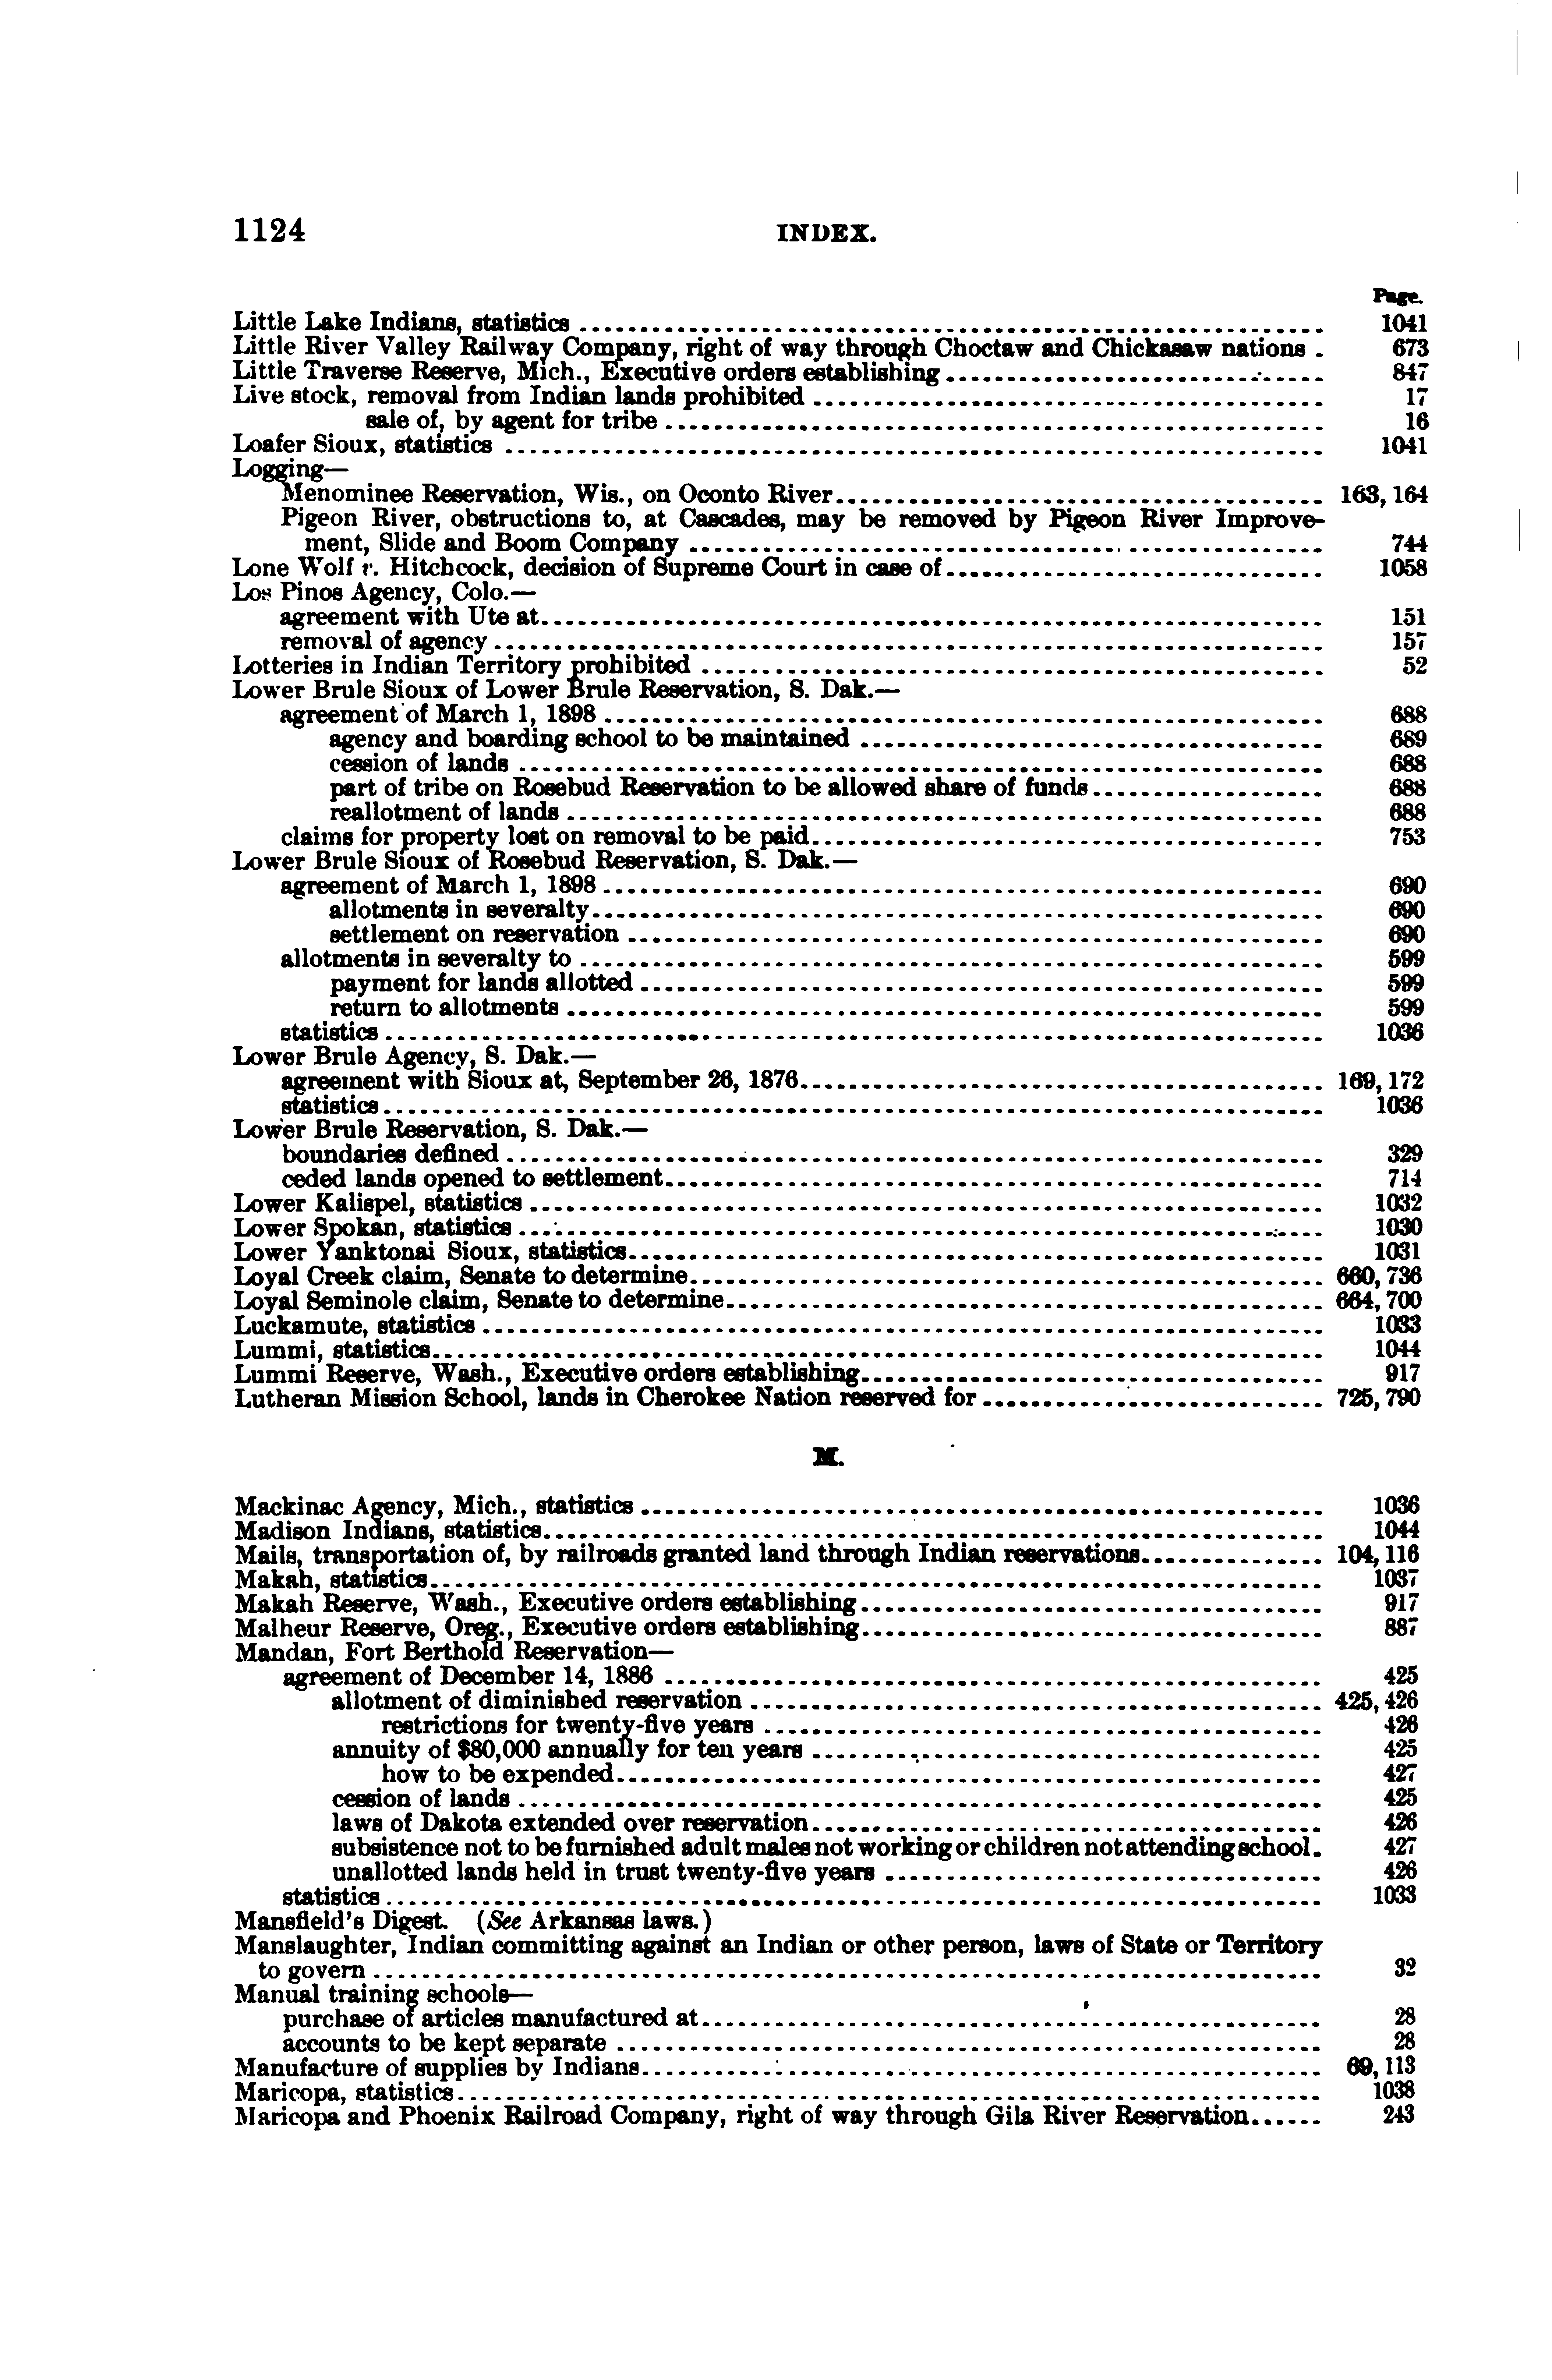 1124 INDEX.
Page.
Little Lake Indians, statistics 1041
Little River Valley Railway Company, right of way through Choctaw and Chickasaw nations . 673
Little Traverse Reserve, Mich., Executive orders establishing 847
Live stock, removal from Indian lands prohibited 17
sale of, by agent for tribe 16
Loafer Sioux, statistics 1041
Logging—
Menominee Reservation, Wis., on Oconto River 163, 164
Pigeon River, obstructions to, at Cascades, may be removed by Pigeon River Improve-
ment, Slide and Boom Company 744
Lone Wolf v. Hitchcock, decision of Supreme Court in case of 1058
Los Pinos Agency, Colo.—
agreement with Ute at 151
removal of agency 157
Lotteries in Indian Territory prohibited 52
Lower Brule Sioux of Lower Brule Reservation, S. Dak.—
agreement of March 1, 1898 688
agency and boarding school to be maintained 689
cession of lands 688
part of tribe on Rosebud Reservation to be allowed share of funds 688
reallotment of lands 688
claims for property lost on removal to be paid 753
Lower Brule Sioux of Rosebud Reservation, S. Dak.—
agreement of March 1, 1898 690
allotments in severalty 690
settlement on reservation 690
allotments in severalty to 599
payment for lands allotted 599
return to allotments 599
statistics 1036
Lower Brule Agency, S. Dak.—
agreement with Sioux at, September 26, 1876 169, 172
statistics 1036
Lower Brule Reservation, S. Dak.—
boundaries defined 329
ceded lands opened to settlement 714
Lower Kalispel, statistics 1032
Lower Spokan, statistics 1030
Lower Yanktonai Sioux, statistics 1031
Loyal Creek claim, Senate to determine 660, 736
Loyal Seminole claim, Senate to determine 664, 700
Luckamute, statistics 1033
Lummi, statistics 1044
Lummi Reserve, Wash., Executive orders establishing 917
Lutheran Mission School, lands in Cherokee Nation reserved for 725, 790
M.
Mackinac Agency, Mich., statistics 1036
Madison Indians, statistics 1044
Mails, transportation of, by railroads granted land through Indian reservations 104, 116
Makah, statistics 1037
Makah Reserve, Wash., Executive orders establishing 917
Malheur Reserve, Oreg., Executive orders establishing 887
Mandan, Fort Berthold Reservation—
agreement of December 14, 1886 425
allotment of diminished reservation 425, 426
restrictions for twenty-five years 426
annuity of $80,000 annually for ten years 425
how to be expended 427
cession of lands 425
laws of Dakota extended over reservation 426
subsistence not to be furnished adult males not working or children not attending school. 427
unallotted lands held in trust twenty-five years 426
statistics 1033
Mansfield's Digest. (See Arkansas laws.)
Manslaughter, Indian committing against an Indian or other person, laws of State or Territory
to govern 32
Manual training schools—
purchase of articles manufactured at 28
accounts to be kept separate 28
Manufacture of supplies by Indians 69, 113
Maricopa, statistics 1038
Maricopa and Phoenix Railroad Company, right of way through Gila River Reservation 243